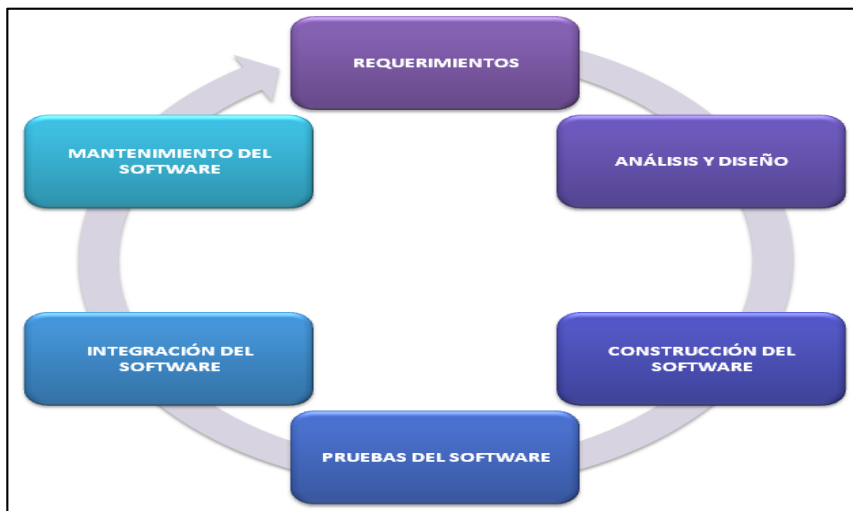 REQUERIMIENTOS
ANÁLISIS Y DISEÑO
CONSTRUCCIÓN DEL
SOFTWARE
PRUEBAS DEL SOFTWARE
INTEGRACIÓN DEL
SOFTWARE
MANTENIMIENTO DEL
SOFTWARE